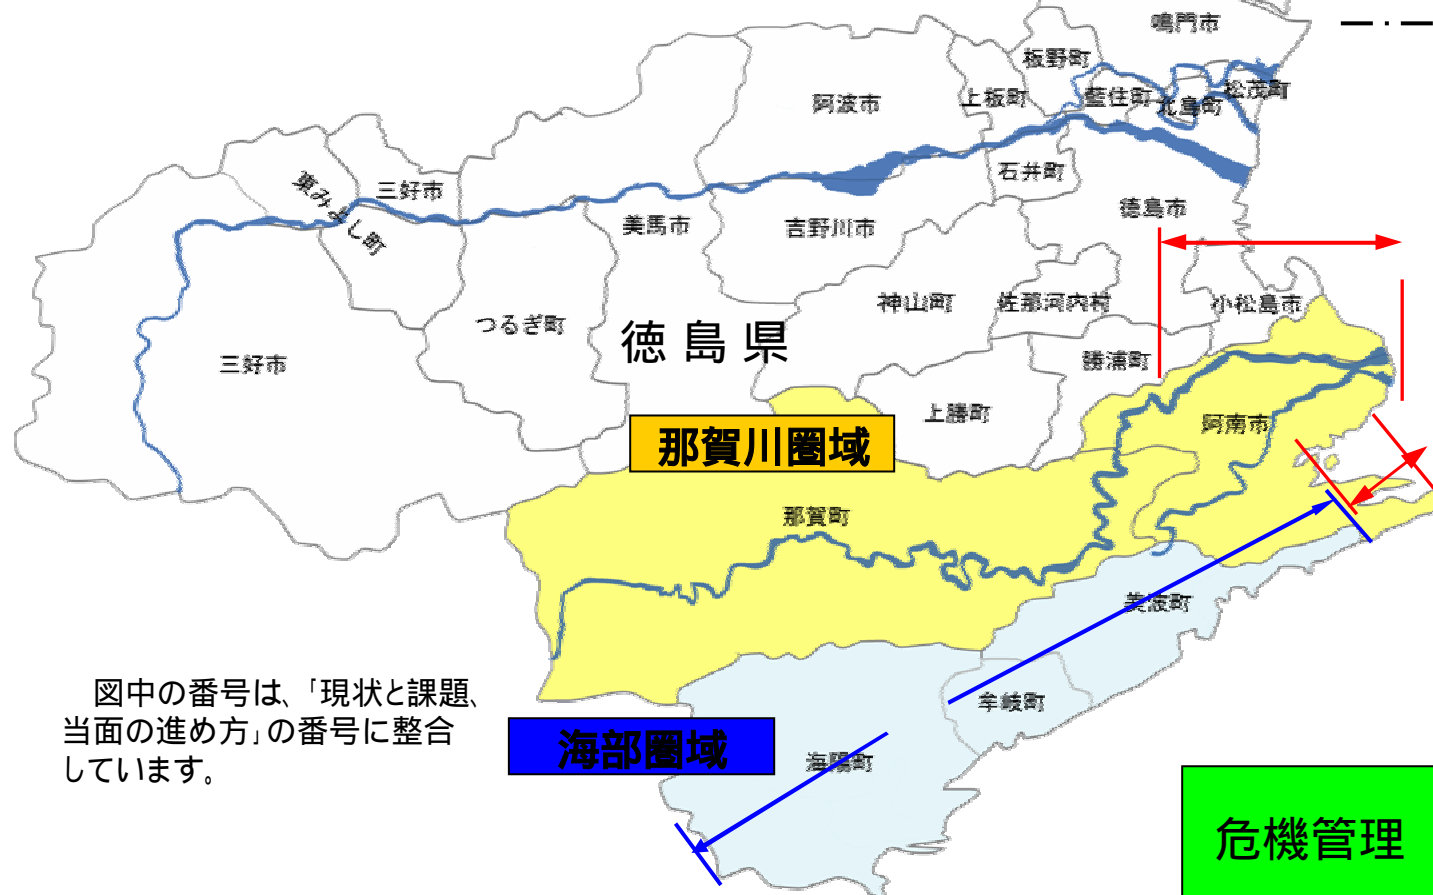 鳴門市
板野町
松茂町
上板町
藍住町
北島町
阿波市
石井町
三好市
東みよし町
徳島市
美馬市
吉野川市
神山町
佐那河内村
小松島市
つるぎ町
徳島県
三好市
勝浦町
上勝町
阿南市
那賀川圏域
那賀町
美波町
牟岐町
海陽町
図中の番号は、「現状と課題、
当面の進め方」の番号に整合
しています。
海部圏域
危機管理